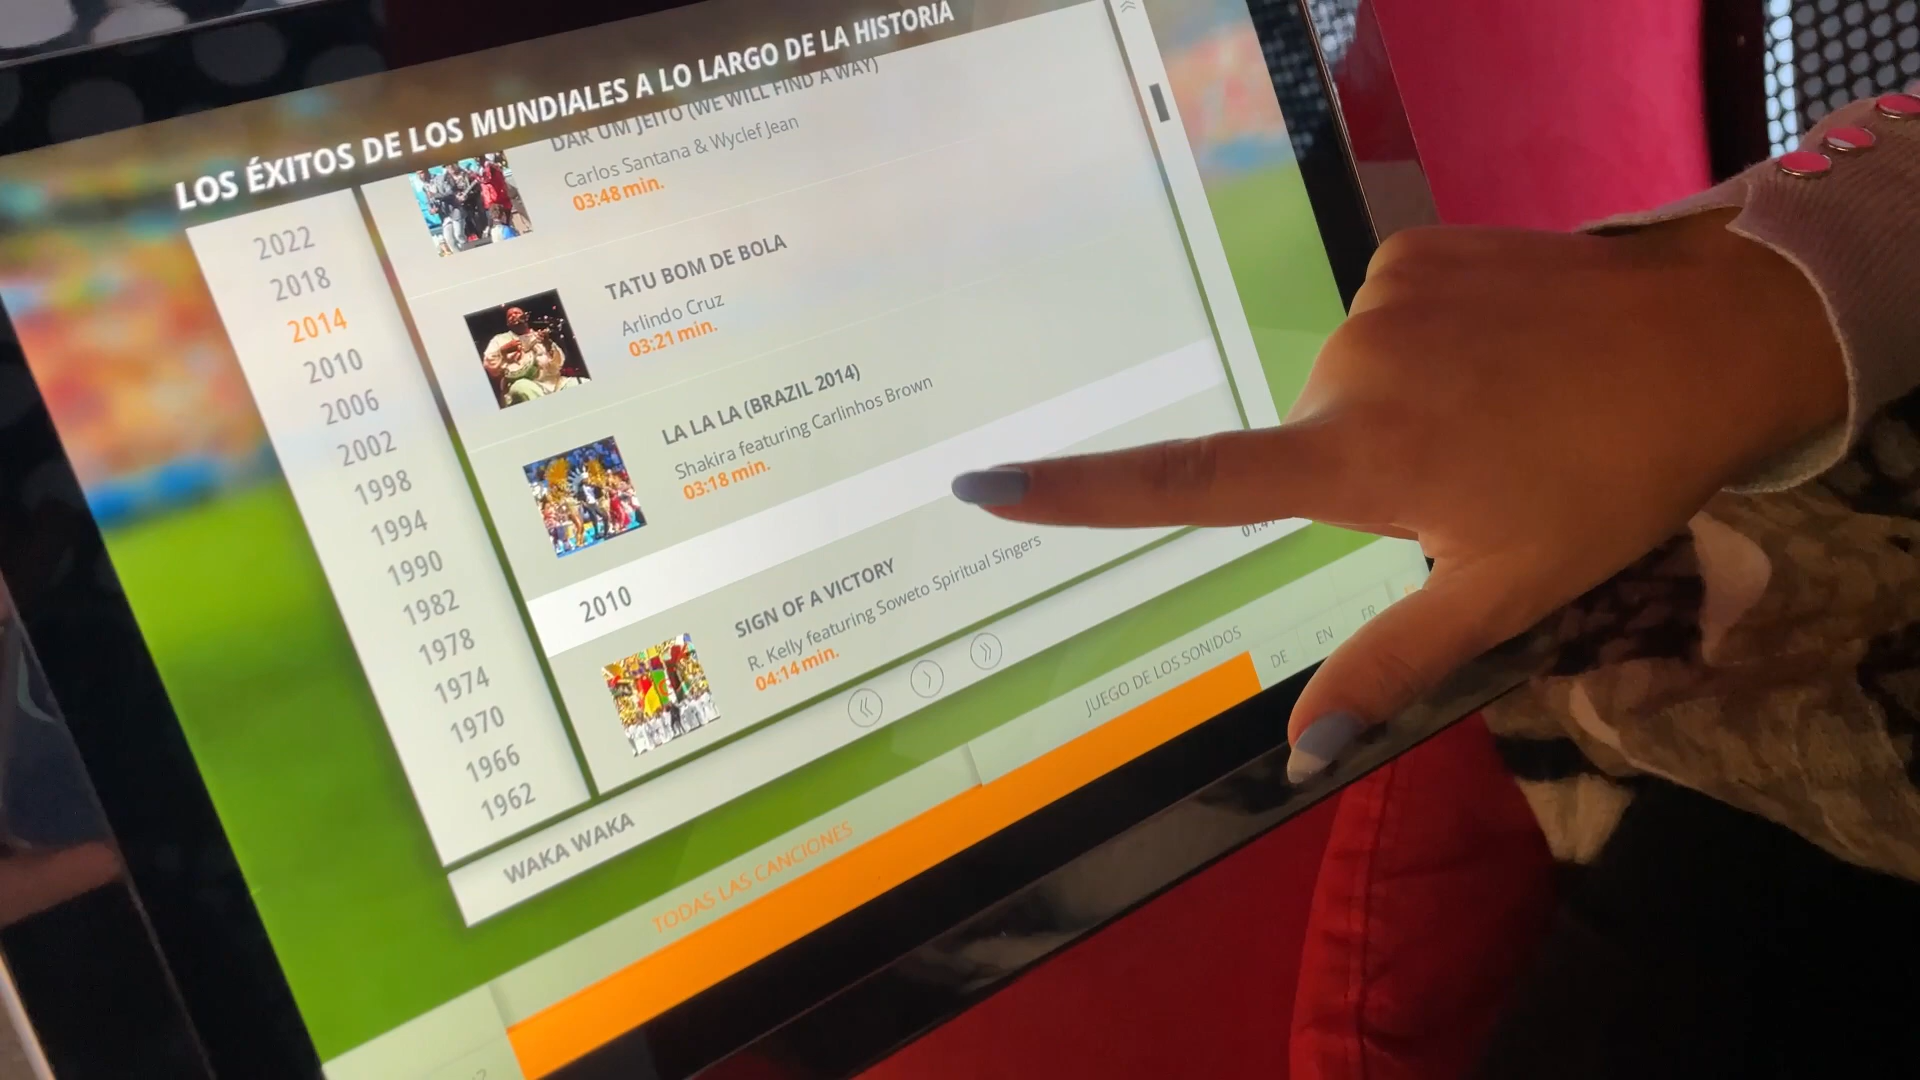 LOS ÉXITOS DE LOS MUNDIALES A LO LARGO DE LA HISTORIA
2022
2018
2014
2010
2006
2002
1998
1994
1990
1982
1978
1974
1970
1966
1962
DAR UM JEITO (WE WILL FIND A WAY)
Carlos Santana & Wyclef Jean
03:48 min.
TATU BOM DE BOLA
Arlindo Cruz
03:21 min.
LA LA LA (BRAZIL 2014)
Shakira featuring Carlinhos Brown
03:18 min.
2010
SIGN OF A VICTORY
R. Kelly featuring Soweto Spiritual Singers
04:14 min.
WAKA WAKA
TODAS LAS CANCIONES
JUEGO DE LOS SONIDOS
DE
EN
FR